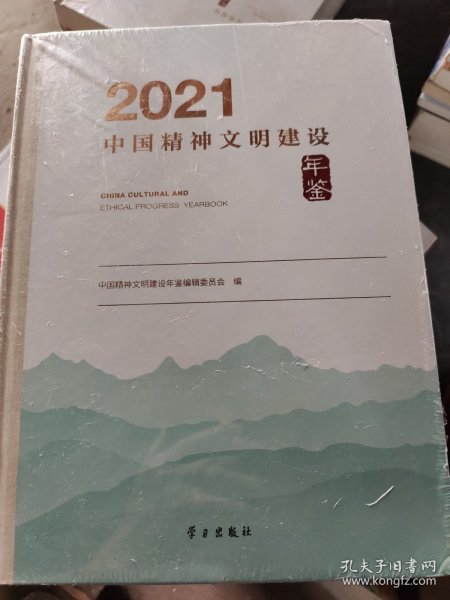 2021
中国精神文明建设
年鉴
CHINA CULTURAL AND
ETHICAL PROGRESS YEARBOOK
中国精神文明建设年鉴编辑委员会 编
学习出版社
孔夫子旧书网
www.kongfz.com